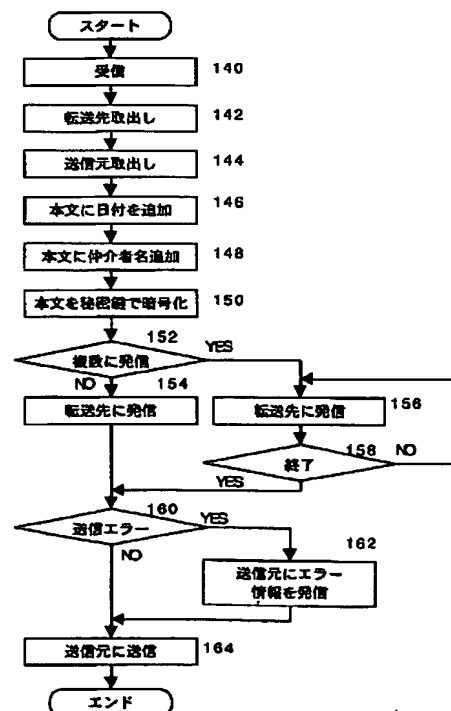 スタート
受信 140
転送先取出し 142
送信元取出し 144
本文に日付を追加 146
本文に仲介者名追加 148
本文を秘密鍵で暗号化 150
152
複数に発信 YES
NO 154
転送先に発信
転送先に発信 156
158
終了 NO
YES
160
送信エラー YES
NO
162
送信元にエラー
情報を発信
送信元に送信 164
エンド